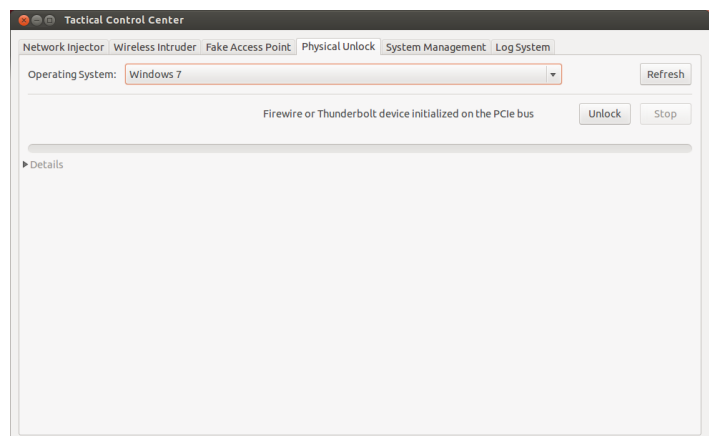 Tactical Control Center
Network Injector Wireless Intruder Fake Access Point Physical Unlock System Management Log System
Operating System: Windows 7 Refresh
Firewire or Thunderbolt device initialized on the PCIe bus Unlock Stop
Details